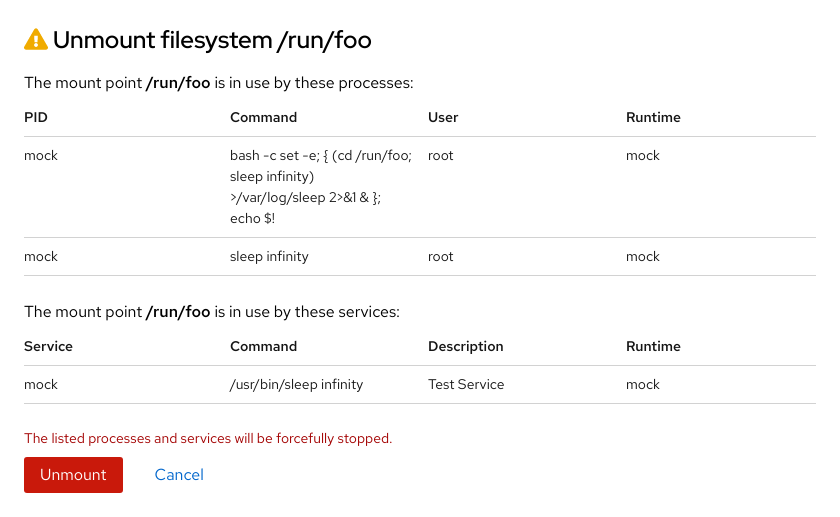 Unmount filesystem /run/foo
The mount point /run/foo is in use by these processes:
PID Command User Runtime
mock bash -c set -e; { (cd /run/foo; root mock
sleep infinity)
>/var/log/sleep 2>&1 & };
echo $!
mock sleep infinity root mock
The mount point /run/foo is in use by these services:
Service Command Description Runtime
mock /usr/bin/sleep infinity Test Service mock
The listed processes and services will be forcefully stopped.
Unmount Cancel